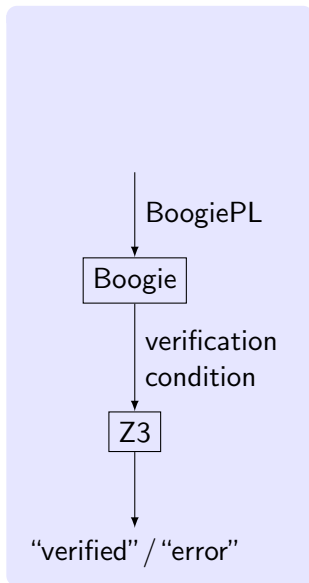 BoogiePL
Boogie
verification
condition
Z3
“verified” / “error”